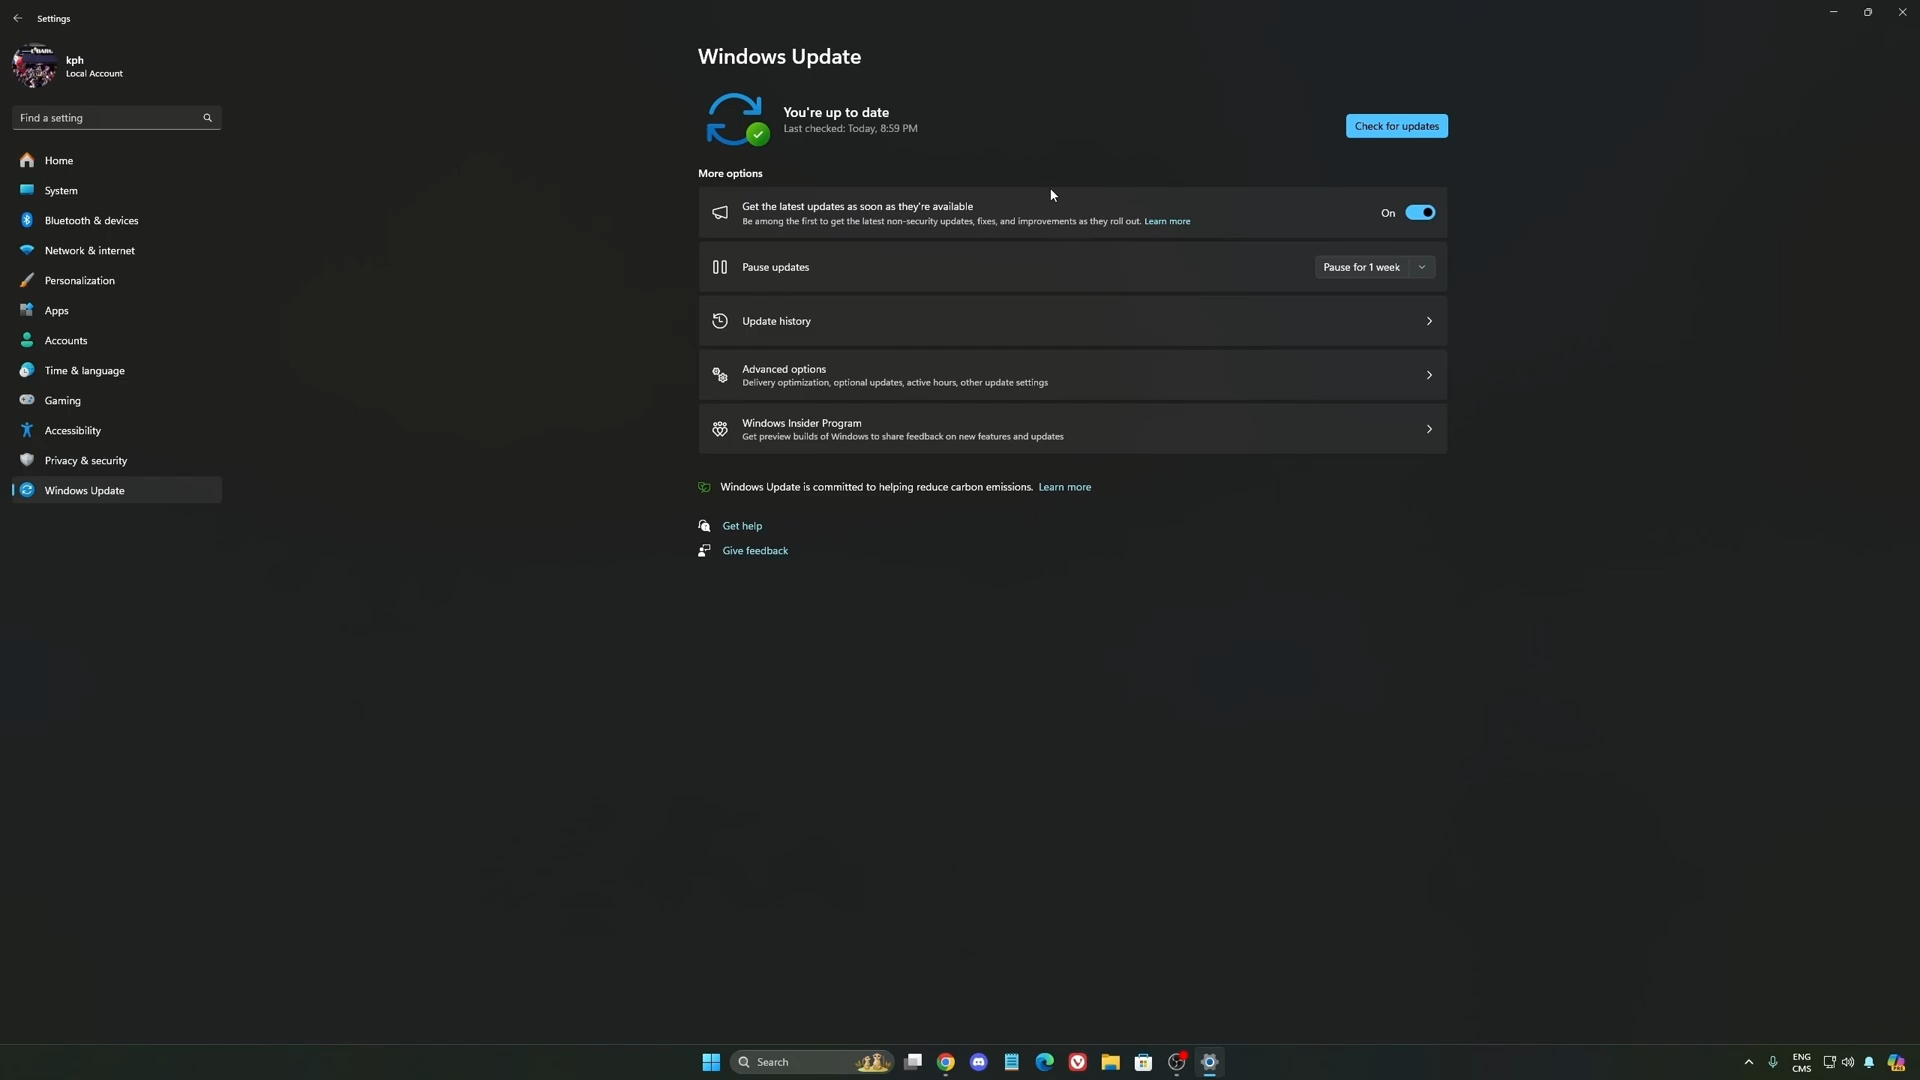 Settings
kph
Local Account
Find a setting
Home
System
Bluetooth & devices
Network & internet
Personalization
Apps
Accounts
Time & language
Gaming
Accessibility
Privacy & security
Windows Update
Windows Update
You're up to date
Last checked: Today, 8:59 PM
Check for updates
More options
Get the latest updates as soon as they're available
Be among the first to get the latest non-security updates, fixes, and improvements as they roll out. Learn more
On
Pause updates
Pause for 1 week
Update history
Advanced options
Delivery optimization, optional updates, active hours, other update settings
Windows Insider Program
Get preview builds of Windows to share feedback on new features and updates
Windows Update is committed to helping reduce carbon emissions. Learn more
Get help
Give feedback
Search
ENG
CMS